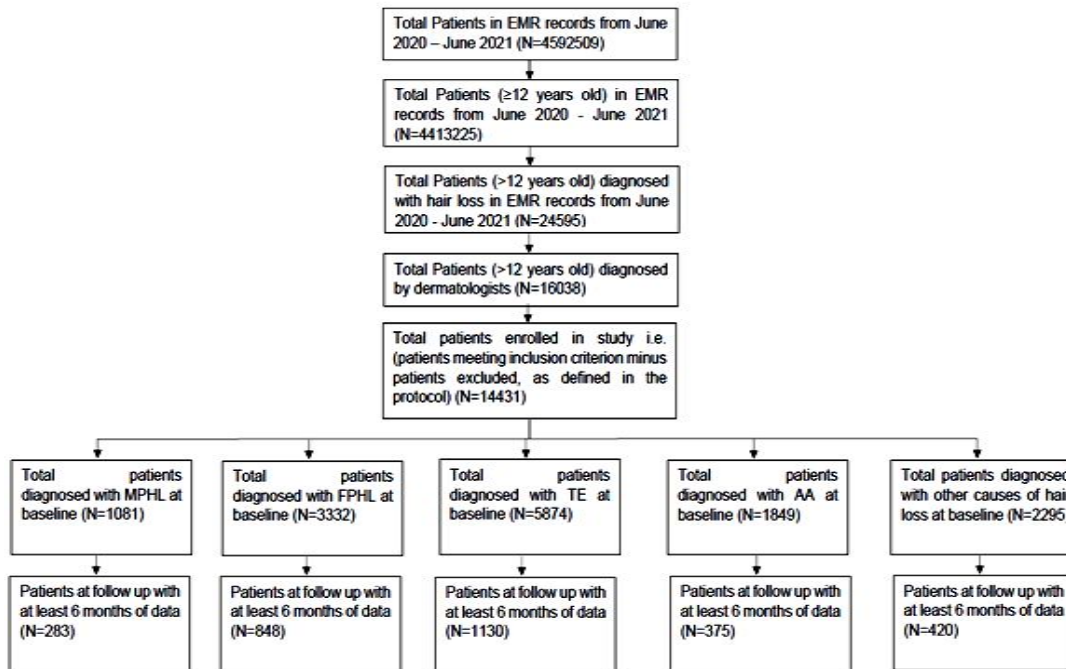 Total Patients in EMR records from June
2020 – June 2021 (N=4592509)
Total Patients (≥12 years old) in EMR
records from June 2020 - June 2021
(N=4413225)
Total Patients (>12 years old) diagnosed
with hair loss in EMR records from June
2020 - June 2021 (N=24595)
Total Patients (>12 years old) diagnosed
by dermatologists (N=16038)
Total patients enrolled in study i.e.
(patients meeting inclusion criterion minus
patients excluded, as defined in the
protocol) (N=14431)
Total patients
diagnosed with MPHL at
baseline (N=1081)
Total patients
diagnosed with FPHL at
baseline (N=3332)
Total patients
diagnosed with TE at
baseline (N=5874)
Total patients
diagnosed with AA at
baseline (N=1849)
Total patients diagnosed
with other causes of hair
loss at baseline (N=2295)
Patients at follow up with
at least 6 months of data
(N=283)
Patients at follow up with
at least 6 months of data
(N=848)
Patients at follow up with
at least 6 months of data
(N=1130)
Patients at follow up with
at least 6 months of data
(N=375)
Patients at follow up with
at least 6 months of data
(N=420)